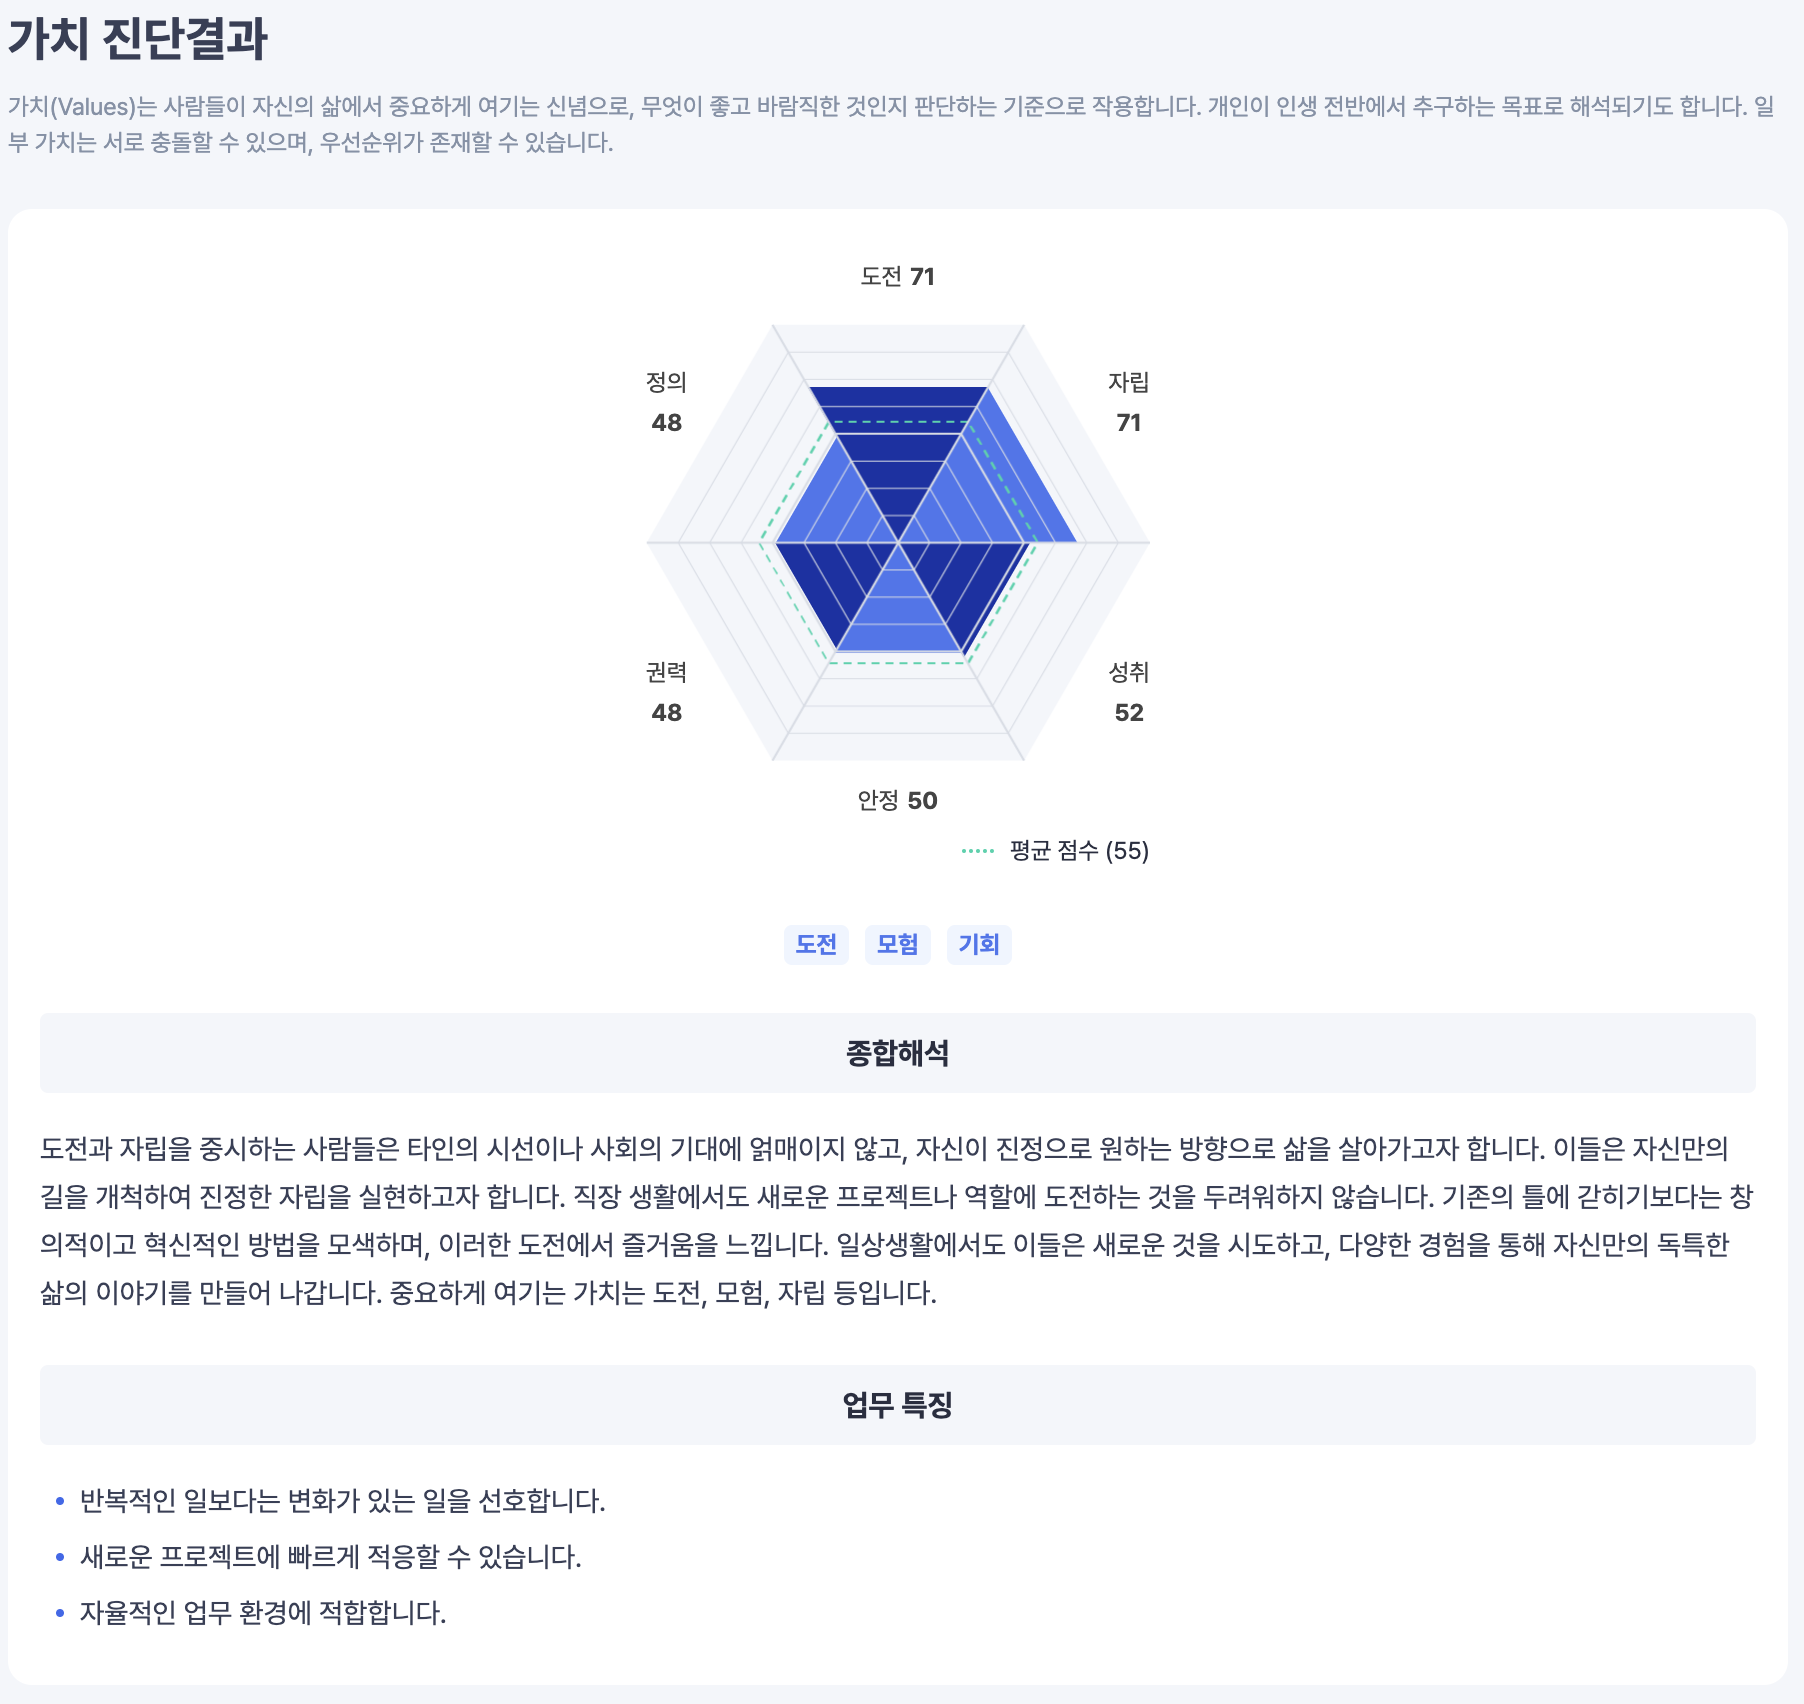 가치 진단결과
가치(Values)는 사람들이 자신의 삶에서 중요하게 여기는 신념으로, 무엇이 좋고 바람직한 것인지 판단하는 기준으로 작용합니다. 개인이 인생 전반에서 추구하는 목표로 해석되기도 합니다. 일
부 가치는 서로 충돌할 수 있으며, 우선순위가 존재할 수 있습니다.
도전 71
정의
48
자립
71
권력
48
성취
52
안정 50
평균 점수 (55)
도전 모험 기회
종합해석
도전과 자립을 중시하는 사람들은 타인의 시선이나 사회의 기대에 얽매이지 않고, 자신이 진정으로 원하는 방향으로 삶을 살아가고자 합니다. 이들은 자신만의
길을 개척하여 진정한 자립을 실현하고자 합니다. 직장 생활에서도 새로운 프로젝트나 역할에 도전하는 것을 두려워하지 않습니다. 기존의 틀에 갇히기보다는 창
의적이고 혁신적인 방법을 모색하며, 이러한 도전에서 즐거움을 느낍니다. 일상생활에서도 이들은 새로운 것을 시도하고, 다양한 경험을 통해 자신만의 독특한
삶의 이야기를 만들어 나갑니다. 중요하게 여기는 가치는 도전, 모험, 자립 등입니다.
업무 특징
• 반복적인 일보다는 변화가 있는 일을 선호합니다.
• 새로운 프로젝트에 빠르게 적응할 수 있습니다.
• 자율적인 업무 환경에 적합합니다.